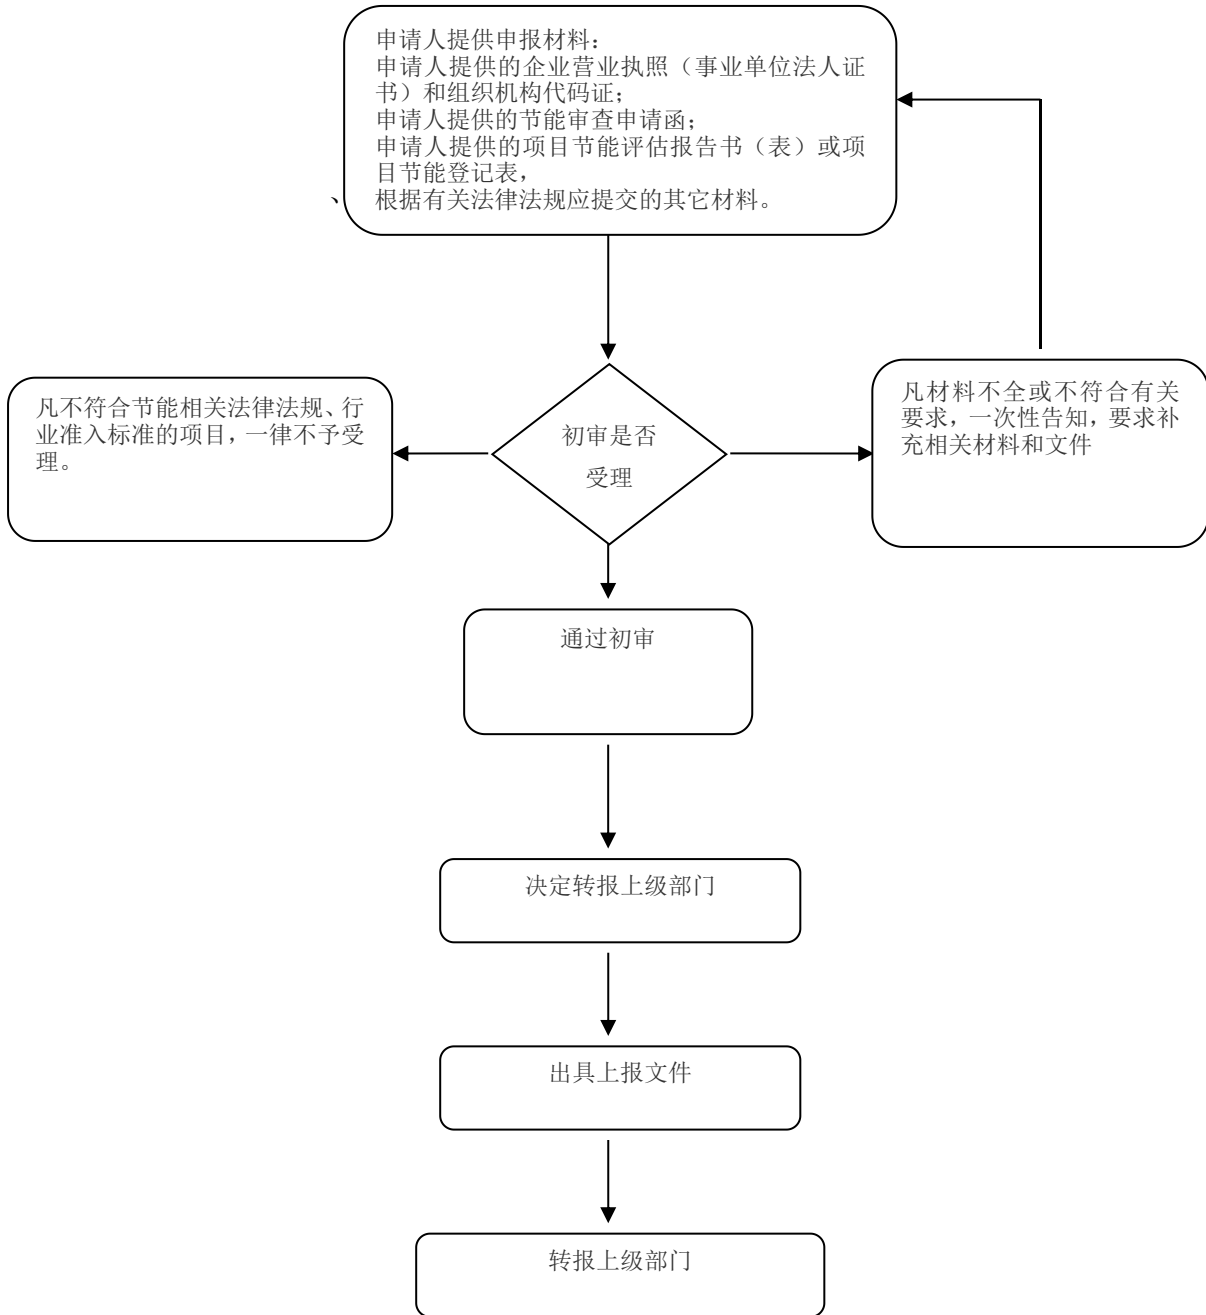 申请人提供申报材料：
申请人提供的企业营业执照（事业单位法人证
书）和组织机构代码证；
申请人提供的节能审查申请函；
申请人提供的项目节能评估报告书（表）或项
目节能登记表，
、
根据有关法律法规应提交的其它材料。
凡不符合节能相关法律法规、行
业准入标准的项目，一律不予受
理。
初审是否
受理
凡材料不全或不符合有关
要求，一次性告知，要求补
充相关材料和文件
通过初审
决定转报上级部门
出具上报文件
转报上级部门